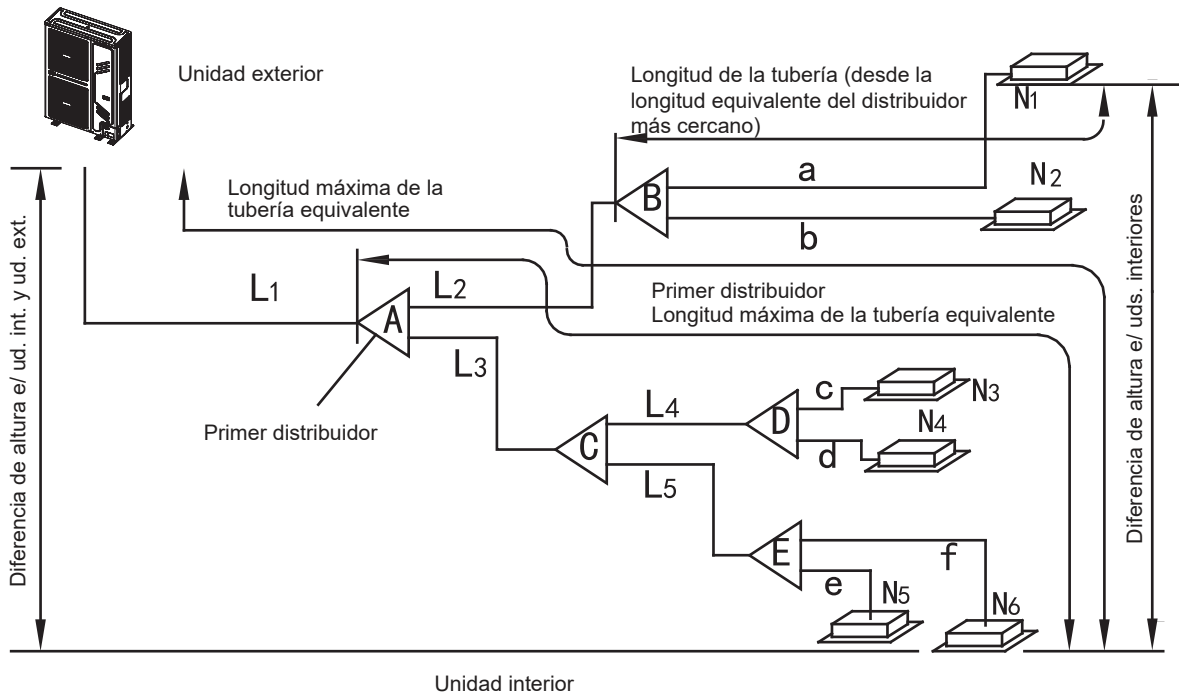 Unidad exterior
Longitud de la tubería (desde la
longitud equivalente del distribuidor
más cercano)
N1
a
N2
B
b
Longitud máxima de la
tubería equivalente
L1
L2
A
L3
Primer distribuidor
Longitud máxima de la tubería equivalente
Primer distribuidor
L4
c
N3
D
N4
d
C
L5
E
f
e
N5
N6
Diferencia de altura e/ ud. int. y ud. ext.
Diferencia de altura e/ uds. interiores
Unidad interior